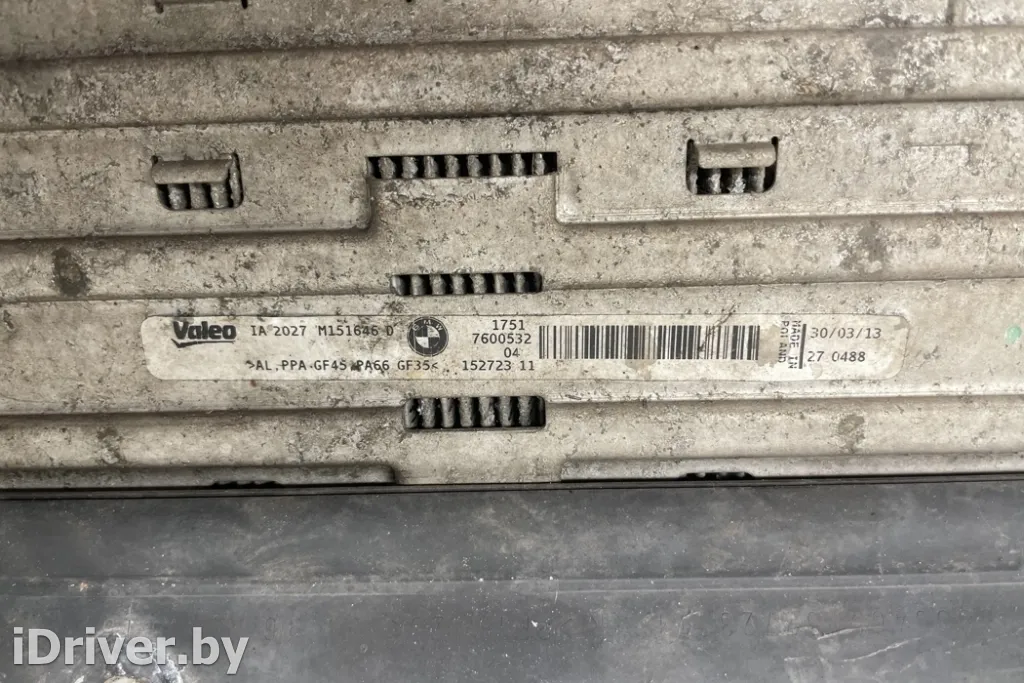 Valeo IA 2027 M151646 D
>AL.PPA GF45.PA66 GF35<
BMW
1751
7600532
04
152723 11
MADE IN
POLAND
30/03/13
27 0488
iDriver.by